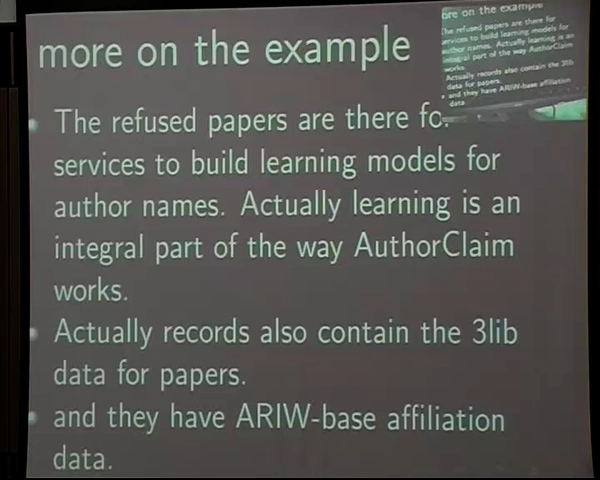 more on the example
The refused papers are there for
services to build learning models for
author names. Actually learning is an
integral part of the way AuthorClaim
works.
Actually records also contain the 3lib
data for papers.
and they have ARIW-base affiliation
data.
ore on the example
The refused papers are there for
services to build learning models for
author names. Actually learning is an
integral part of the way AuthorClaim
works.
Actually records also contain the 3lib
data for papers.
and they have ARIW-base affiliation
data.